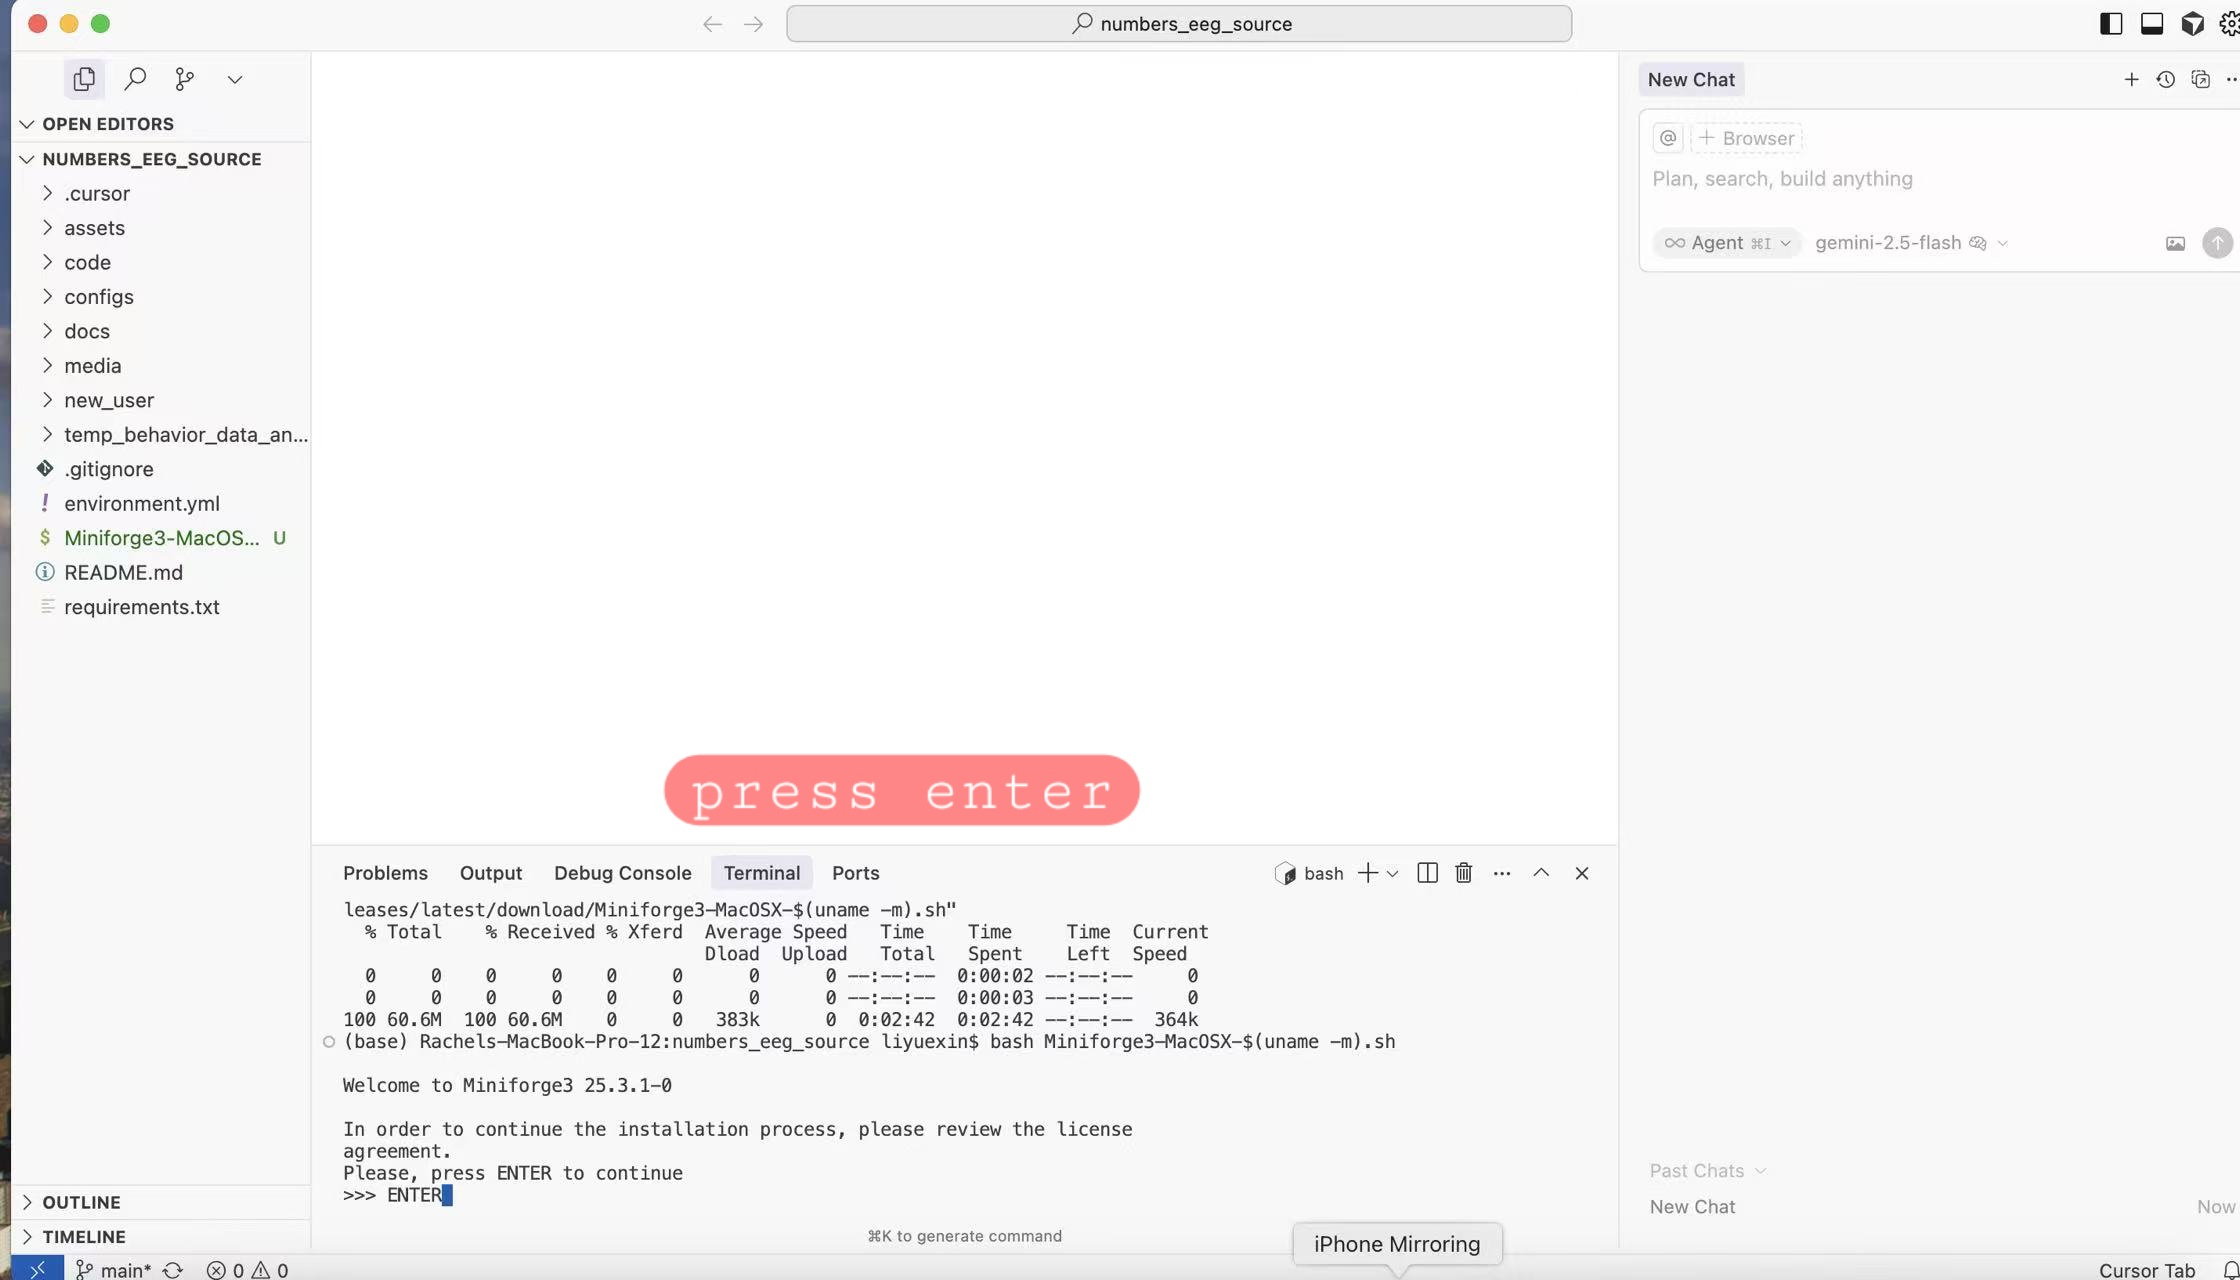 numbers_eeg_source
OPEN EDITORS
NUMBERS_EEG_SOURCE
.cursor
assets
code
configs
docs
media
new_user
temp_behavior_data_an...
.gitignore
! environment.yml
$ Miniforge3-MacOS... U
README.md
requirements.txt
OUTLINE
TIMELINE
main* 0 0
press enter
Problems Output Debug Console Terminal Ports bash
leases/latest/download/Miniforge3-MacOSX-$(uname -m).sh"
% Total % Received % Xferd Average Speed Time Time Time Current
Dload Upload Total Spent Left Speed
0 0 0 0 0 0 0 0 --:--:-- 0:00:02 --:--:-- 0
0 0 0 0 0 0 0 0 --:--:-- 0:00:03 --:--:-- 0
100 60.6M 100 60.6M 0 0 383k 0 0:02:42 0:02:42 --:--:-- 364k
(base) Rachels-MacBook-Pro-12:numbers_eeg_source liyuexin$ bash Miniforge3-MacOSX-$(uname -m).sh
Welcome to Miniforge3 25.3.1-0
In order to continue the installation process, please review the license
agreement.
Please, press ENTER to continue
>>> ENTER
⌘K to generate command
iPhone Mirroring
New Chat
@ + Browser
Plan, search, build anything
∞ Agent ⌘I gemini-2.5-flash
Past Chats
New Chat Now
Cursor Tab